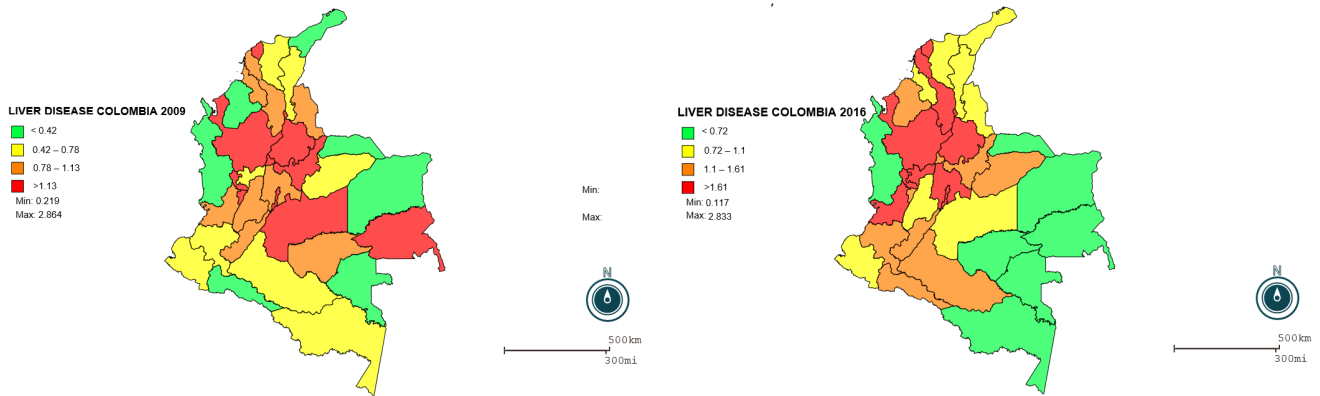 LIVER DISEASE COLOMBIA 2009
< 0.42
0.42 – 0.78
0.78 – 1.13
>1.13
Min: 0.219
Max: 2.864
Min:
Max:
N
500km
300mi
LIVER DISEASE COLOMBIA 2016
< 0.72
0.72 – 1.1
1.1 – 1.61
>1.61
Min: 0.117
Max: 2.833
N
500km
300mi